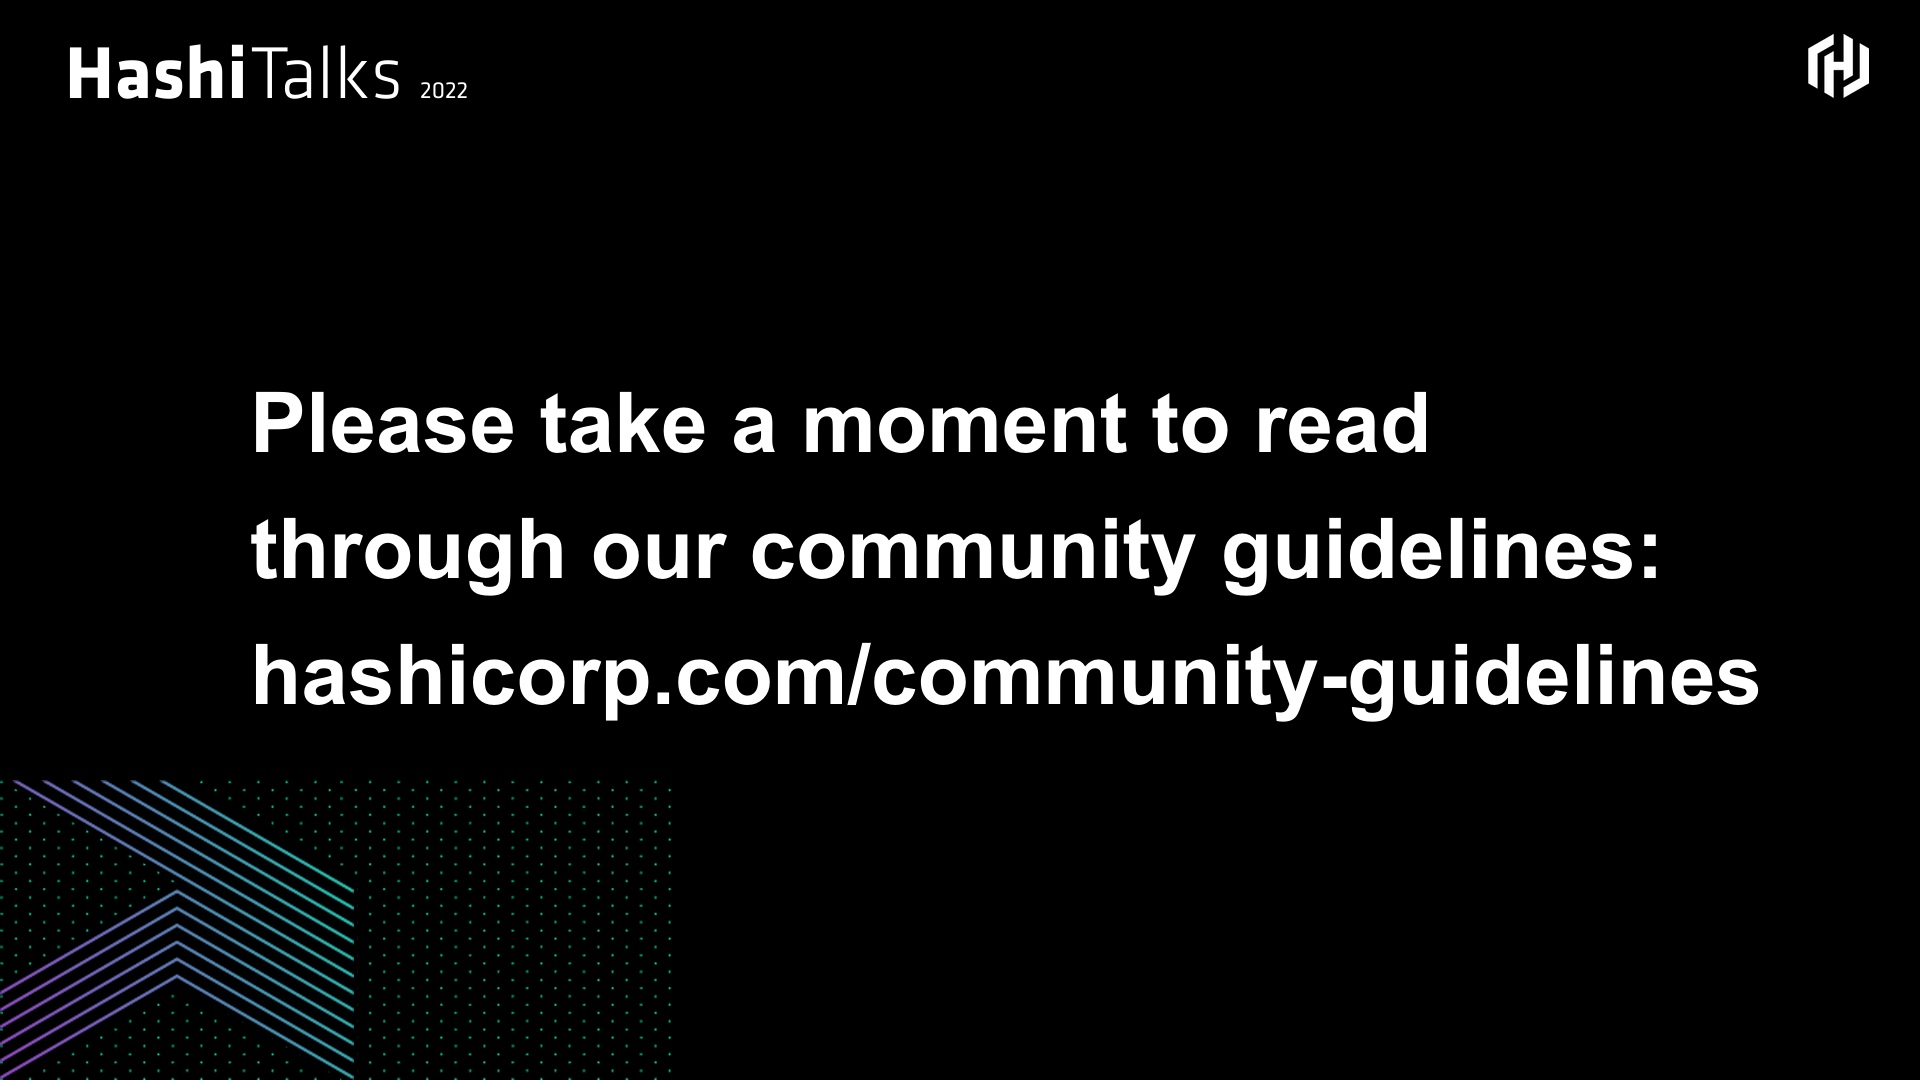 HashiTalks 2022
Please take a moment to read
through our community guidelines:
hashicorp.com/community-guidelines